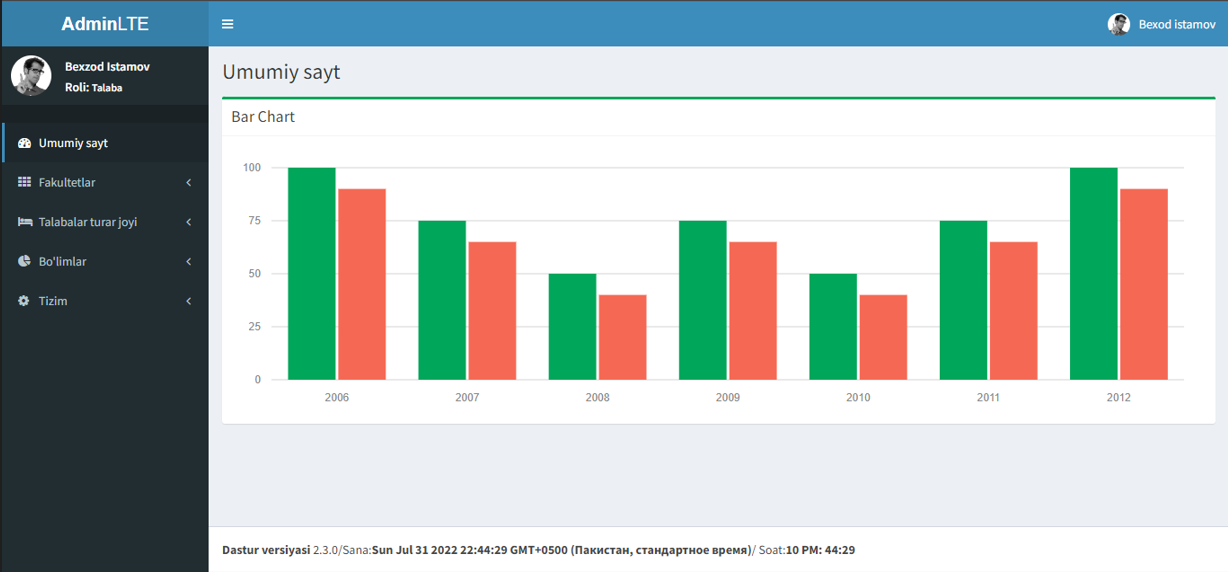 AdminLTE
Bexod istamov
Bexzod Istamov
Roli: Talaba
Umumiy sayt
Fakultetlar
Talabalar turar joyi
Bo'limlar
Tizim
Umumiy sayt
Bar Chart
100
75
50
25
0
2006 2007 2008 2009 2010 2011 2012
Dastur versiyasi 2.3.0/Sana:Sun Jul 31 2022 22:44:29 GMT+0500 (Пакистан, стандартное время)/ Soat:10 PM: 44:29